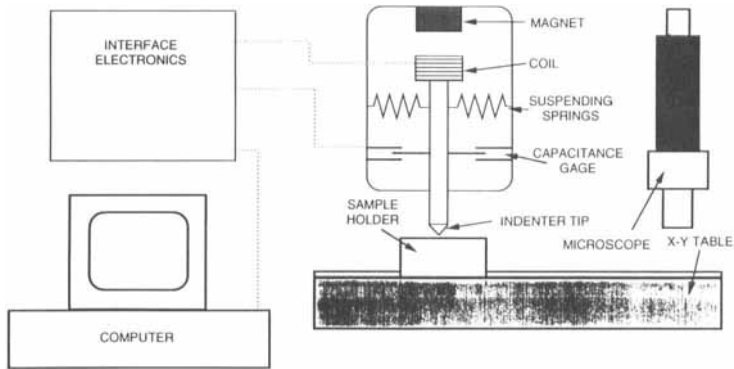 INTERFACE
ELECTRONICS
MAGNET
COIL
SUSPENDING
SPRINGS
CAPACITANCE
GAGE
SAMPLE
HOLDER
INDENTER TIP
MICROSCOPE
X-Y TABLE
COMPUTER